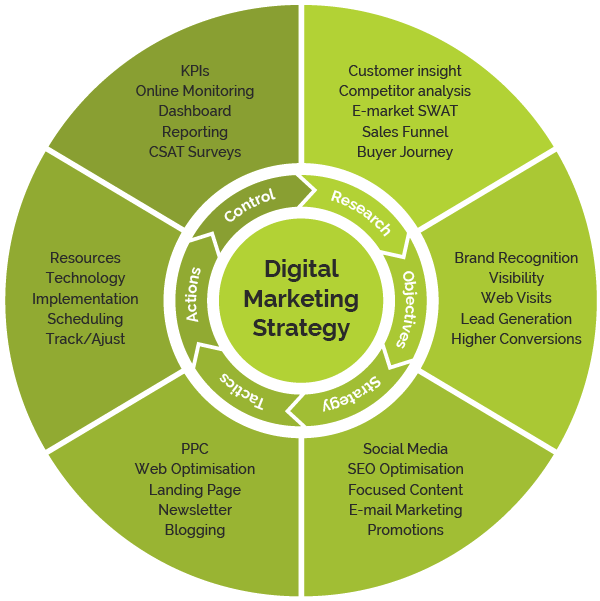 KPIs
Online Monitoring
Dashboard
Reporting
CSAT Surveys
Customer insight
Competitor analysis
E-market SWAT
Sales Funnel
Buyer Journey
Brand Recognition
Visibility
Web Visits
Lead Generation
Higher Conversions
Social Media
SEO Optimisation
Focused Content
E-mail Marketing
Promotions
PPC
Web Optimisation
Landing Page
Newsletter
Blogging
Resources
Technology
Implementation
Scheduling
Track/Ajust
Control
Research
Objectives
Strategy
Tactics
Actions
Digital
Marketing
Strategy